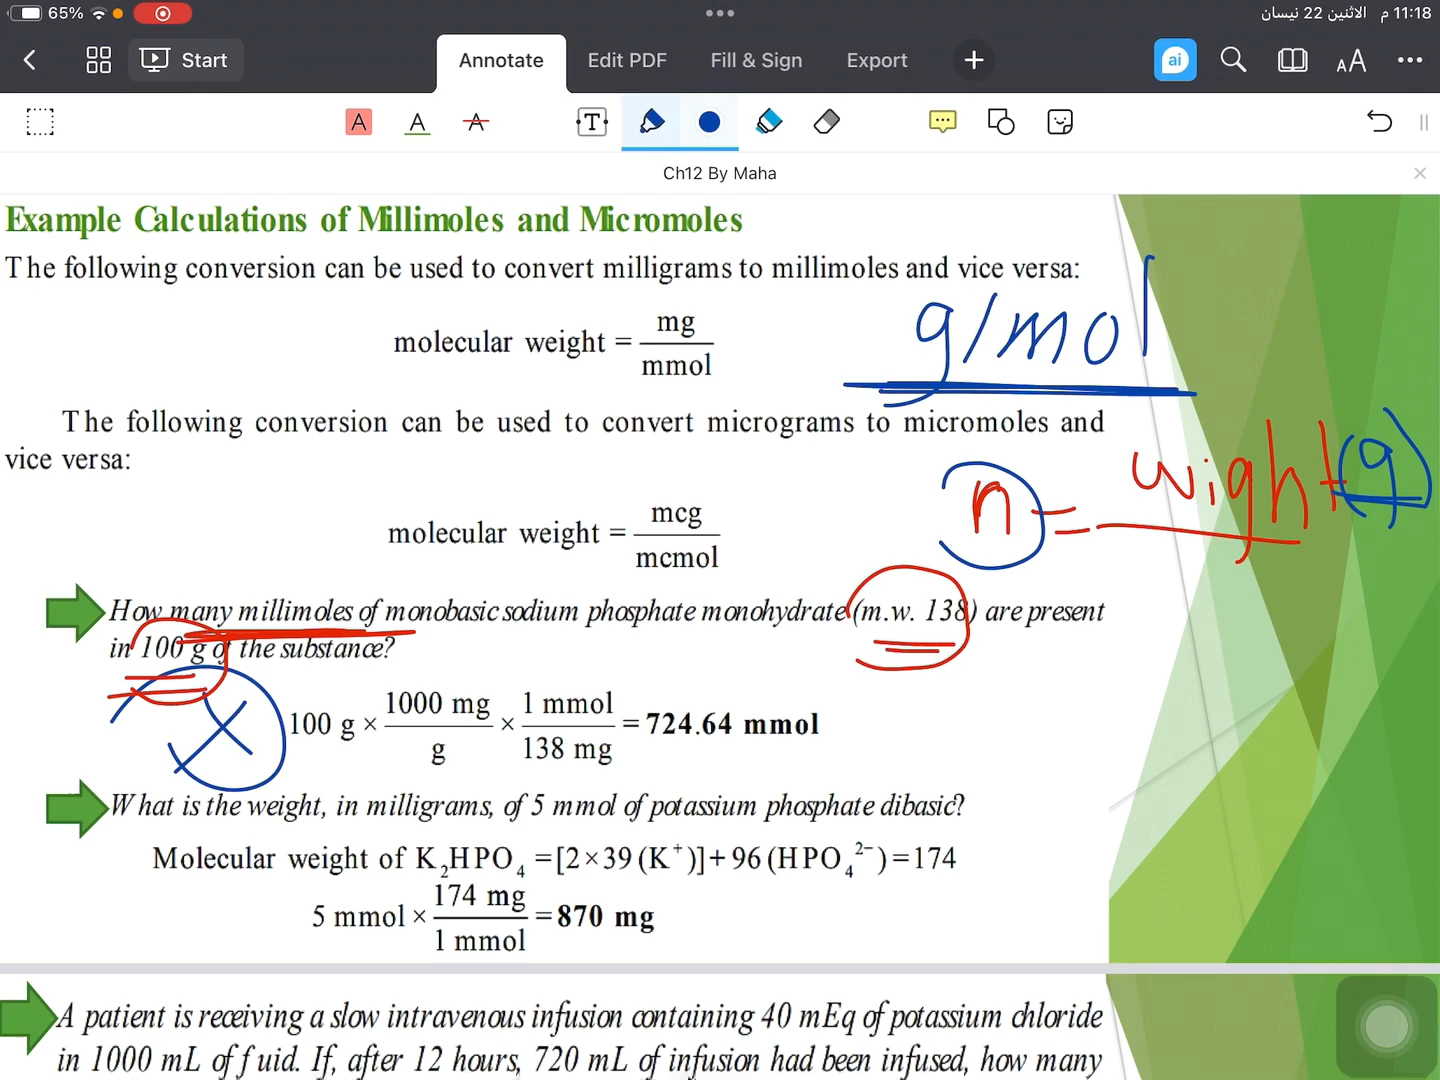 65%
11:18 م الاثنين 22 نيسان
Start
Annotate
Edit PDF
Fill & Sign
Export
ai
AA
A A A T
Ch12 By Maha
Example Calculations of Millimoles and Micromoles
The following conversion can be used to convert milligrams to millimoles and vice versa:
molecular weight = mg / mmol
g/mol
The following conversion can be used to convert micrograms to micromoles and
vice versa:
n = wight (g)
molecular weight = mcg / mcmol
How many millimoles of monobasic sodium phosphate monohydrate (m.w. 138) are present
in 100 g of the substance?
100 g × 1000 mg / g × 1 mmol / 138 mg = 724.64 mmol
What is the weight, in milligrams, of 5 mmol of potassium phosphate dibasic?
Molecular weight of K₂HPO₄ =[2×39(K⁺)]+96(HPO₄²⁻)=174
5 mmol × 174 mg / 1 mmol = 870 mg
A patient is receiving a slow intravenous infusion containing 40 mEq of potassium chloride
in 1000 mL of fuid. If, after 12 hours, 720 mL of infusion had been infused, how many